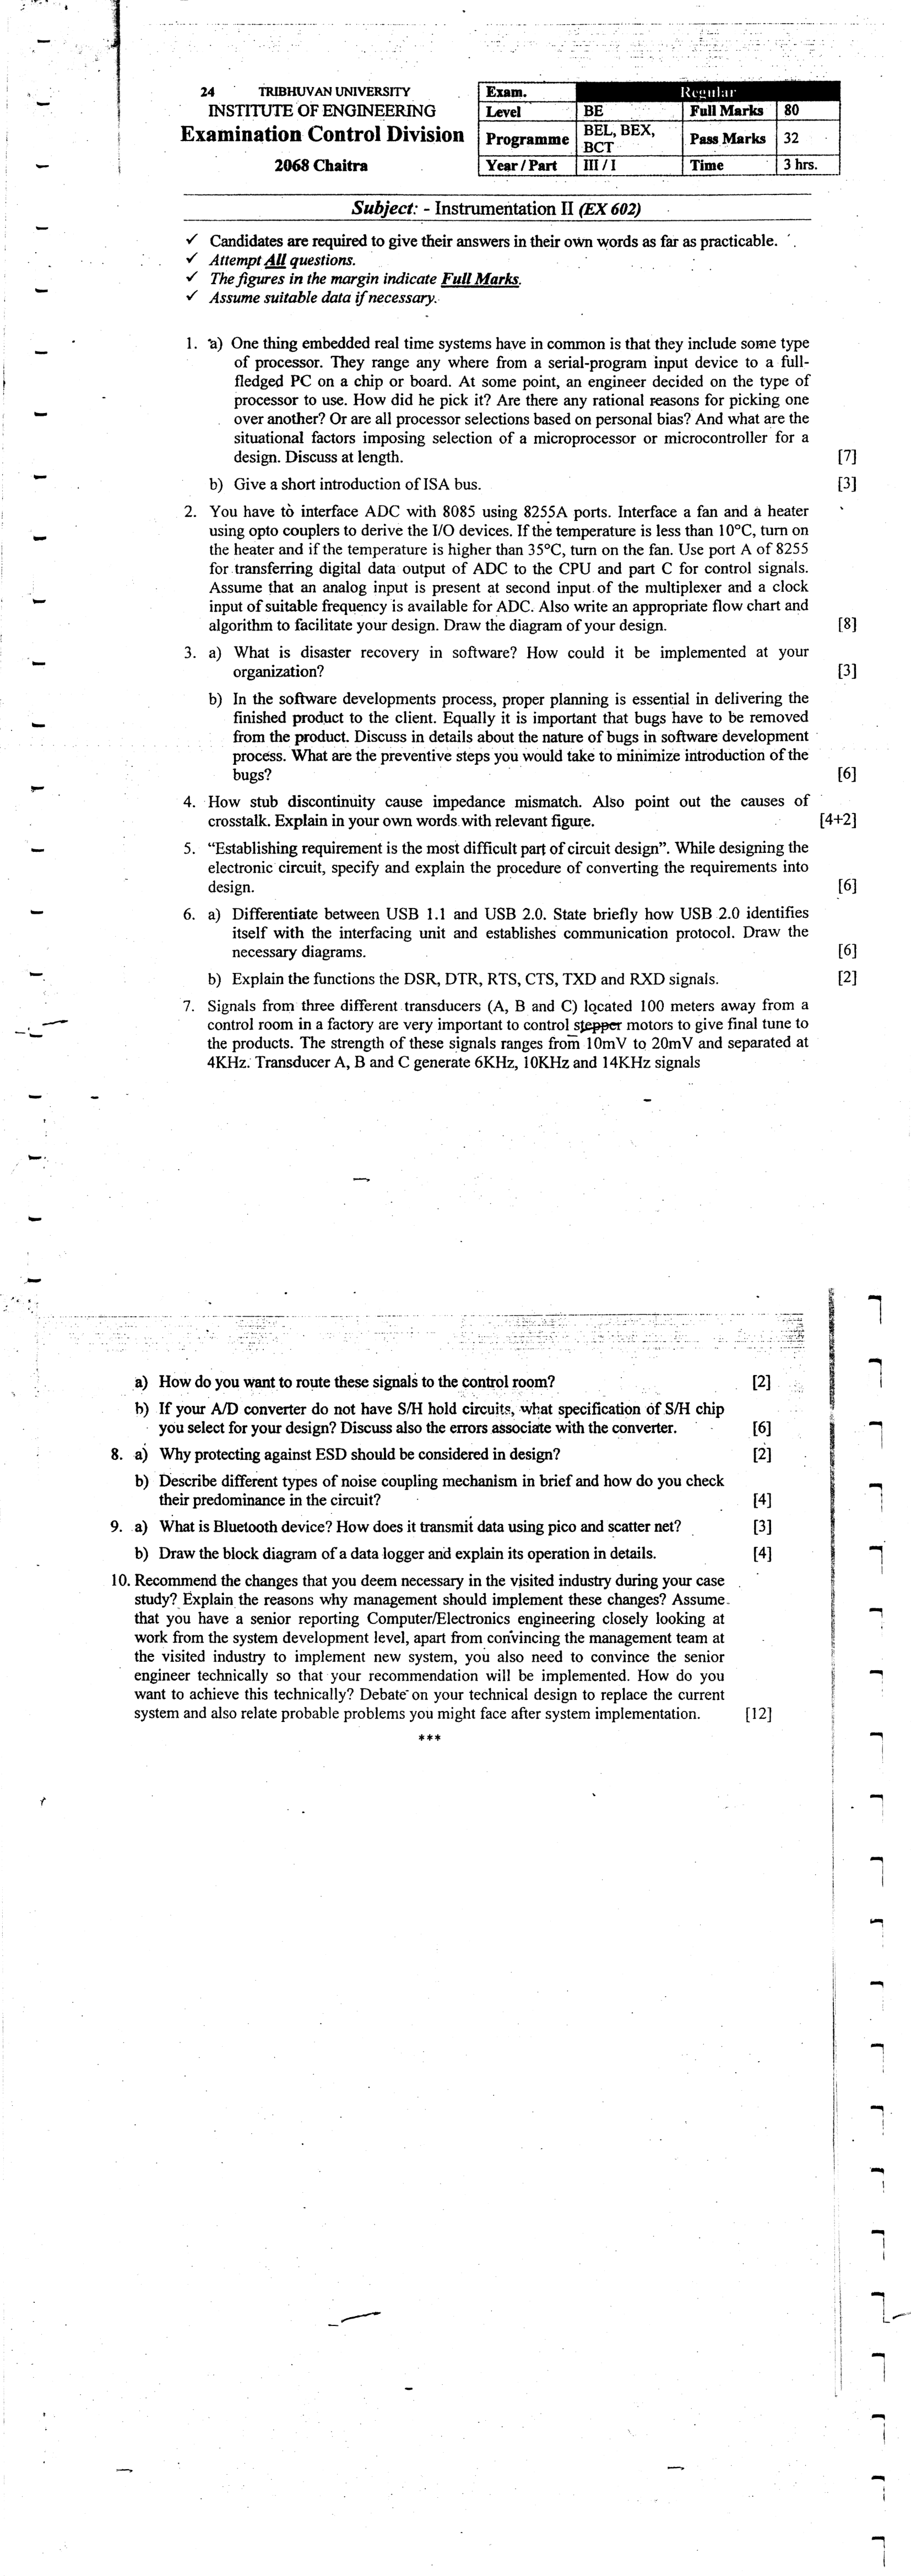 24 TRIBHUVAN UNIVERSITY
INSTITUTE OF ENGINEERING
Examination Control Division
2068 Chaitra
Exam. Regular
Level BE Full Marks 80
Programme BEL, BEX, BCT Pass Marks 32
Year / Part III / I Time 3 hrs.
Subject: - Instrumentation II (EX 602)
✓ Candidates are required to give their answers in their own words as far as practicable.
✓ Attempt All questions.
✓ The figures in the margin indicate Full Marks.
✓ Assume suitable data if necessary.
1. a) One thing embedded real time systems have in common is that they include some type
of processor. They range any where from a serial-program input device to a full-
fledged PC on a chip or board. At some point, an engineer decided on the type of
processor to use. How did he pick it? Are there any rational reasons for picking one
over another? Or are all processor selections based on personal bias? And what are the
situational factors imposing selection of a microprocessor or microcontroller for a
design. Discuss at length. [7]
b) Give a short introduction of ISA bus. [3]
2. You have to interface ADC with 8085 using 8255A ports. Interface a fan and a heater
using opto couplers to derive the I/O devices. If the temperature is less than 10°C, turn on
the heater and if the temperature is higher than 35°C, turn on the fan. Use port A of 8255
for transferring digital data output of ADC to the CPU and part C for control signals.
Assume that an analog input is present at second input of the multiplexer and a clock
input of suitable frequency is available for ADC. Also write an appropriate flow chart and
algorithm to facilitate your design. Draw the diagram of your design. [8]
3. a) What is disaster recovery in software? How could it be implemented at your
organization? [3]
b) In the software developments process, proper planning is essential in delivering the
finished product to the client. Equally it is important that bugs have to be removed
from the product. Discuss in details about the nature of bugs in software development
process. What are the preventive steps you would take to minimize introduction of the
bugs? [6]
4. How stub discontinuity cause impedance mismatch. Also point out the causes of
crosstalk. Explain in your own words with relevant figure. [4+2]
5. “Establishing requirement is the most difficult part of circuit design”. While designing the
electronic circuit, specify and explain the procedure of converting the requirements into
design. [6]
6. a) Differentiate between USB 1.1 and USB 2.0. State briefly how USB 2.0 identifies
itself with the interfacing unit and establishes communication protocol. Draw the
necessary diagrams. [6]
b) Explain the functions the DSR, DTR, RTS, CTS, TXD and RXD signals. [2]
7. Signals from three different transducers (A, B and C) located 100 meters away from a
control room in a factory are very important to control stepper motors to give final tune to
the products. The strength of these signals ranges from 10mV to 20mV and separated at
4KHz. Transducer A, B and C generate 6KHz, 10KHz and 14KHz signals
a) How do you want to route these signals to the control room? [2]
b) If your A/D converter do not have S/H hold circuits, what specification of S/H chip
you select for your design? Discuss also the errors associate with the converter. [6]
8. a) Why protecting against ESD should be considered in design? [2]
b) Describe different types of noise coupling mechanism in brief and how do you check
their predominance in the circuit? [4]
9. a) What is Bluetooth device? How does it transmit data using pico and scatter net? [3]
b) Draw the block diagram of a data logger and explain its operation in details. [4]
10. Recommend the changes that you deem necessary in the visited industry during your case
study? Explain the reasons why management should implement these changes? Assume
that you have a senior reporting Computer/Electronics engineering closely looking at
work from the system development level, apart from convincing the management team at
the visited industry to implement new system, you also need to convince the senior
engineer technically so that your recommendation will be implemented. How do you
want to achieve this technically? Debate on your technical design to replace the current
system and also relate probable problems you might face after system implementation. [12]
***